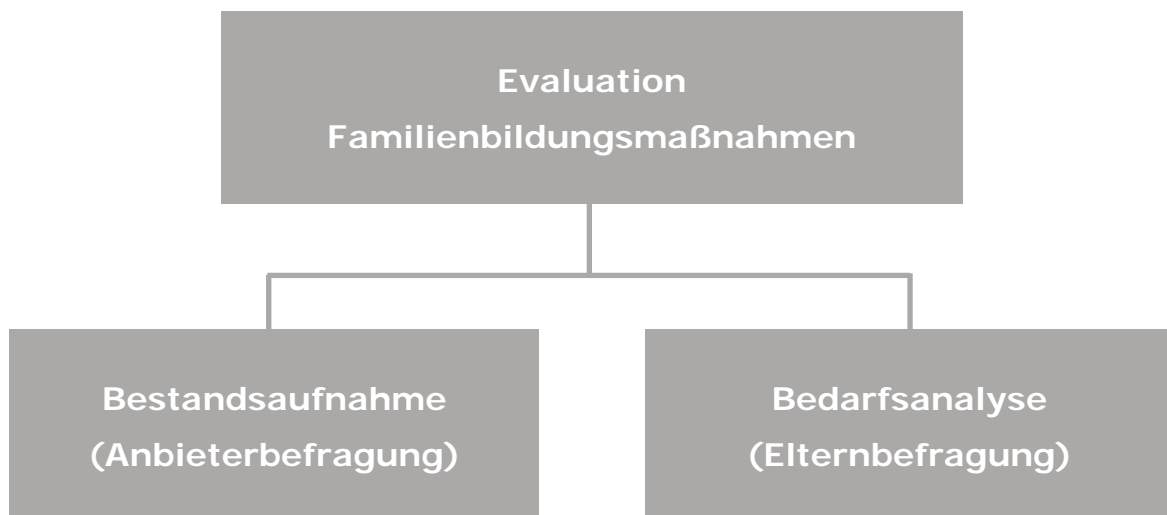 Evaluation
Familienbildungsmaßnahmen
Bestandsaufnahme
(Anbieterbefragung)
Bedarfsanalyse
(Elternbefragung)